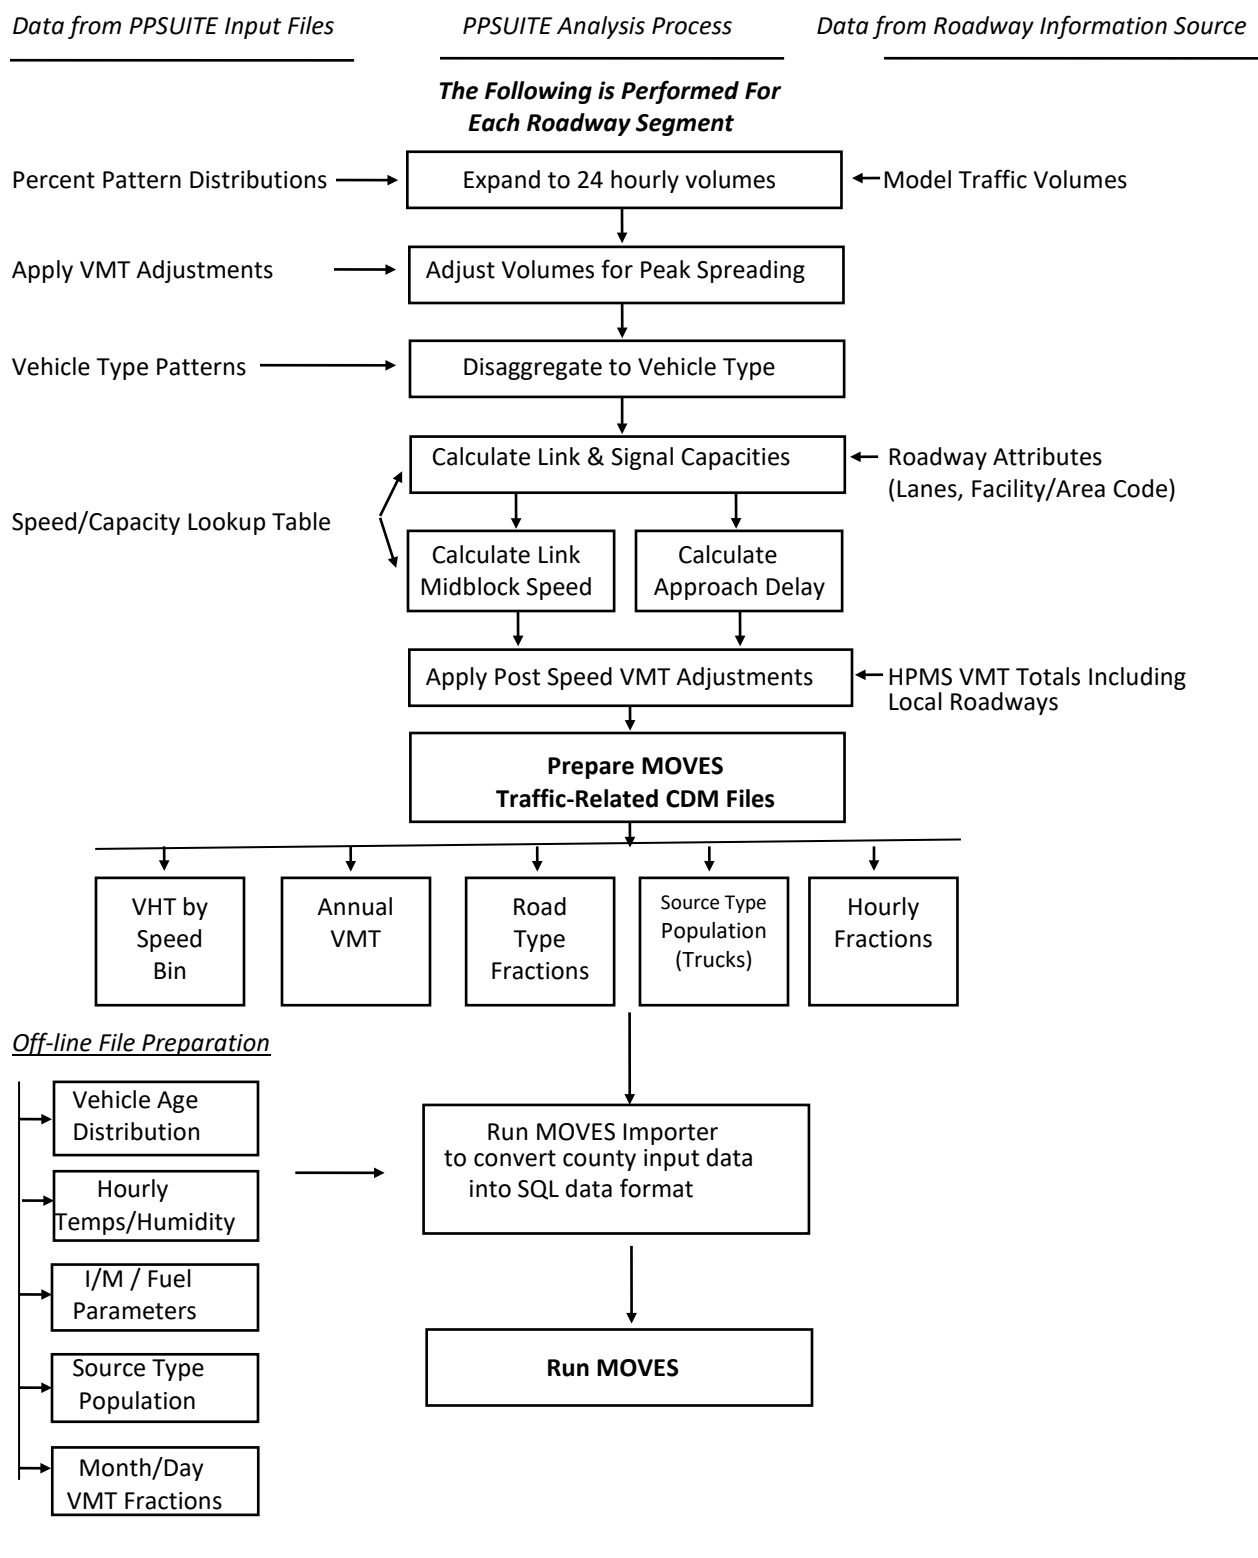 Data from PPSUITE Input Files
PPSUITE Analysis Process
Data from Roadway Information Source
The Following is Performed For
Each Roadway Segment
Percent Pattern Distributions
Expand to 24 hourly volumes
Model Traffic Volumes
Apply VMT Adjustments
Adjust Volumes for Peak Spreading
Vehicle Type Patterns
Disaggregate to Vehicle Type
Calculate Link & Signal Capacities
Roadway Attributes
(Lanes, Facility/Area Code)
Speed/Capacity Lookup Table
Calculate Link
Midblock Speed
Calculate
Approach Delay
Apply Post Speed VMT Adjustments
HPMS VMT Totals Including
Local Roadways
Prepare MOVES
Traffic-Related CDM Files
VHT by
Speed
Bin
Annual
VMT
Road
Type
Fractions
Source Type
Population
(Trucks)
Hourly
Fractions
Off-line File Preparation
Vehicle Age
Distribution
Hourly
Temps/Humidity
I/M / Fuel
Parameters
Source Type
Population
Month/Day
VMT Fractions
Run MOVES Importer
to convert county input data
into SQL data format
Run MOVES